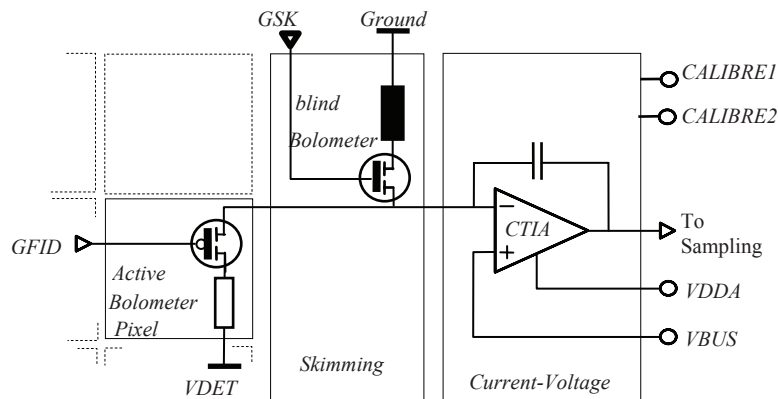 GSK
Ground
CALIBRE1
CALIBRE2
blind
Bolometer
CTIA
To
Sampling
GFID
Active
Bolometer
Pixel
VDDA
VBUS
VDET
Skimming
Current-Voltage